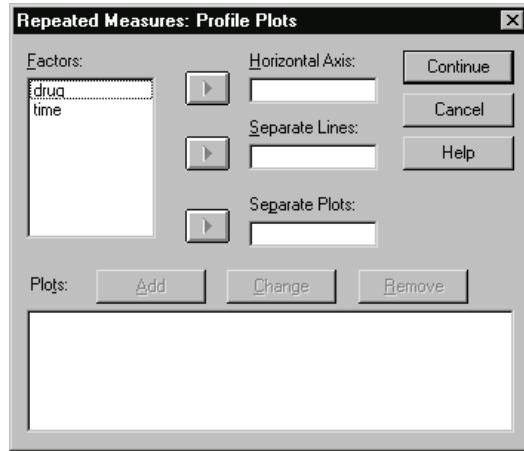 Repeated Measures: Profile Plots
Factors:
drug
time
Horizontal Axis:
Separate Lines:
Separate Plots:
Continue
Cancel
Help
Plots:
Add
Change
Remove